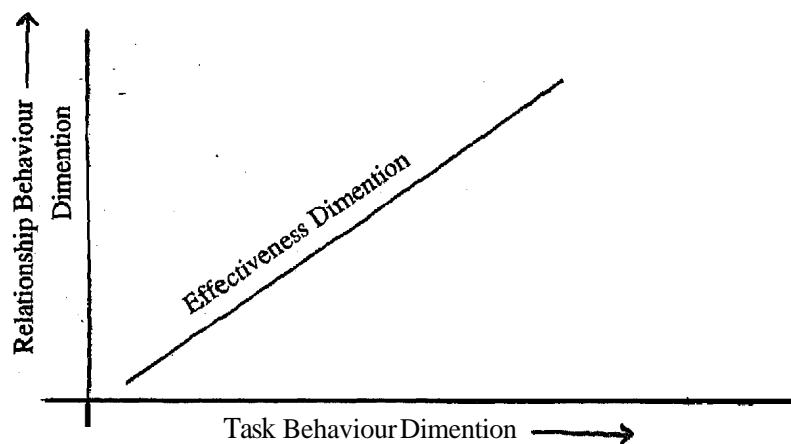 Relationship Behaviour
Dimention
Effectiveness Dimention
Task Behaviour Dimention